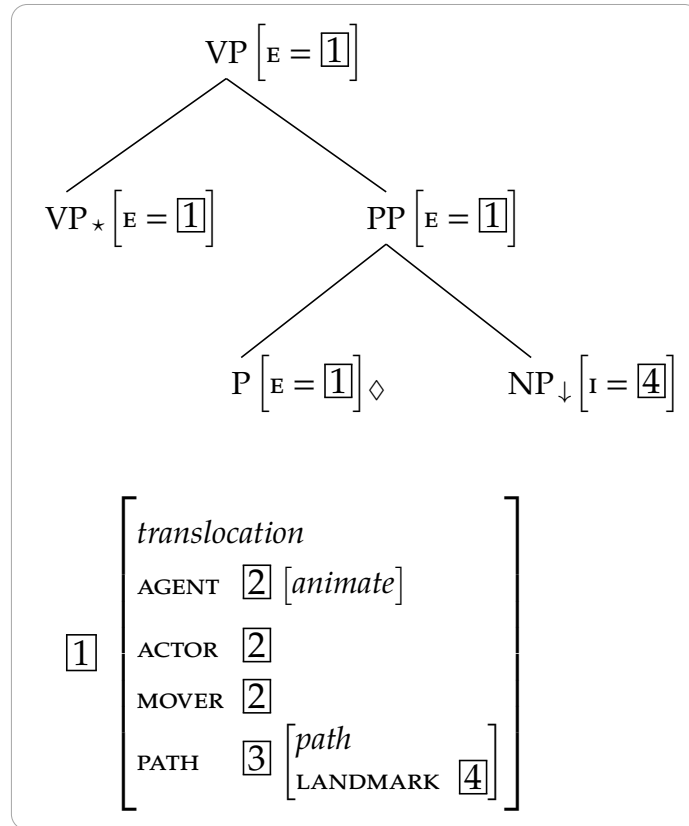 VP [E = 1]
VP⋆ [E = 1] PP [E = 1]
P [E = 1]◊ NP↓ [I = 4]
translocation
AGENT 2 [animate]
1 ACTOR 2
MOVER 2
PATH 3 [path
LANDMARK 4]